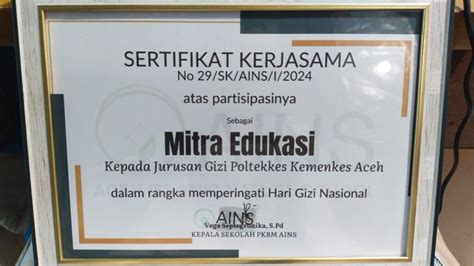 SERTIFIKAT KERJASAMA
No 29/SK/AINS/I/2024
atas partisipasinya
Sebagai
Mitra Edukasi
Kepada Jurusan Gizi Poltekkes Kemenkes Aceh
dalam rangka memperingati Hari Gizi Nasional
AINS
S.Pd
KEPALA SEKOLAH PKBM AINS